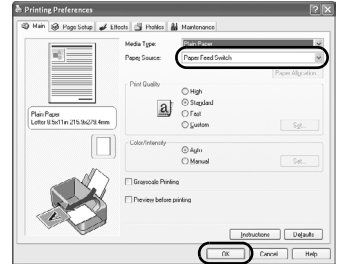 Printing Preferences
Main Page Setup Effects Profiles Maintenance
Media Type: Plain Paper
Paper Source: Paper Feed Switch
Paper Allocation...
Print Quality
High
Standard
Fast
Custom
Set...
Plain Paper
Letter 8.5x11in 215.9x279.4mm
Color/Intensity
Auto
Manual
Set...
Grayscale Printing
Preview before printing
Instructions Defaults
OK Cancel Help